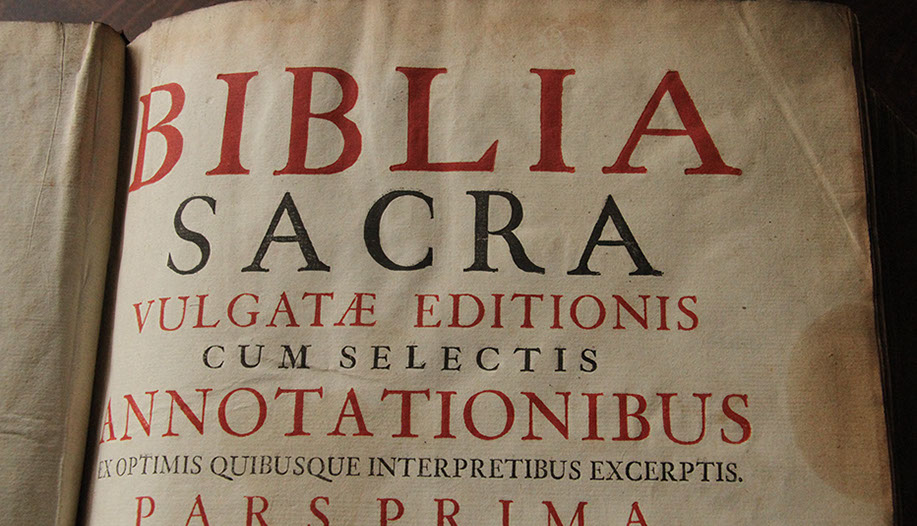 BIBLIA
SACRA
VULGATÆ EDITIONIS
CUM SELECTIS
ANNOTATIONIBUS
EX OPTIMIS QUIBUSQUE INTERPRETIBUS EXCERPTIS.
PARS PRIMA